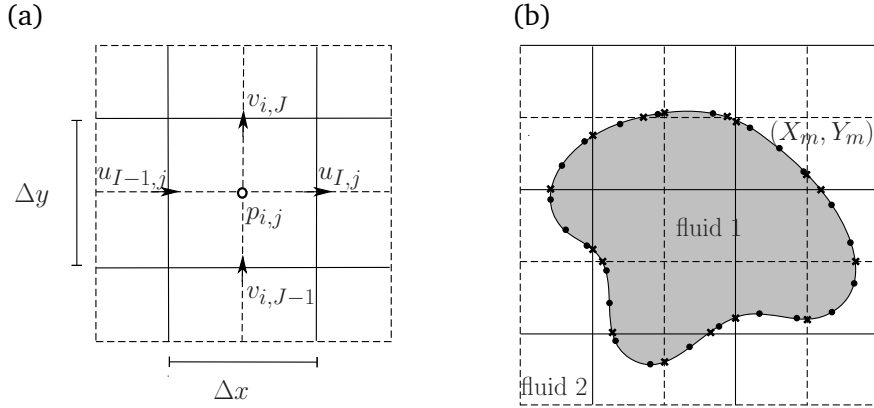 (a)
v_{i,J}
u_{I-1,j}
u_{I,j}
Δy
p_{i,j}
v_{i,J-1}
Δx
(b)
(X_m, Y_m)
fluid 1
fluid 2